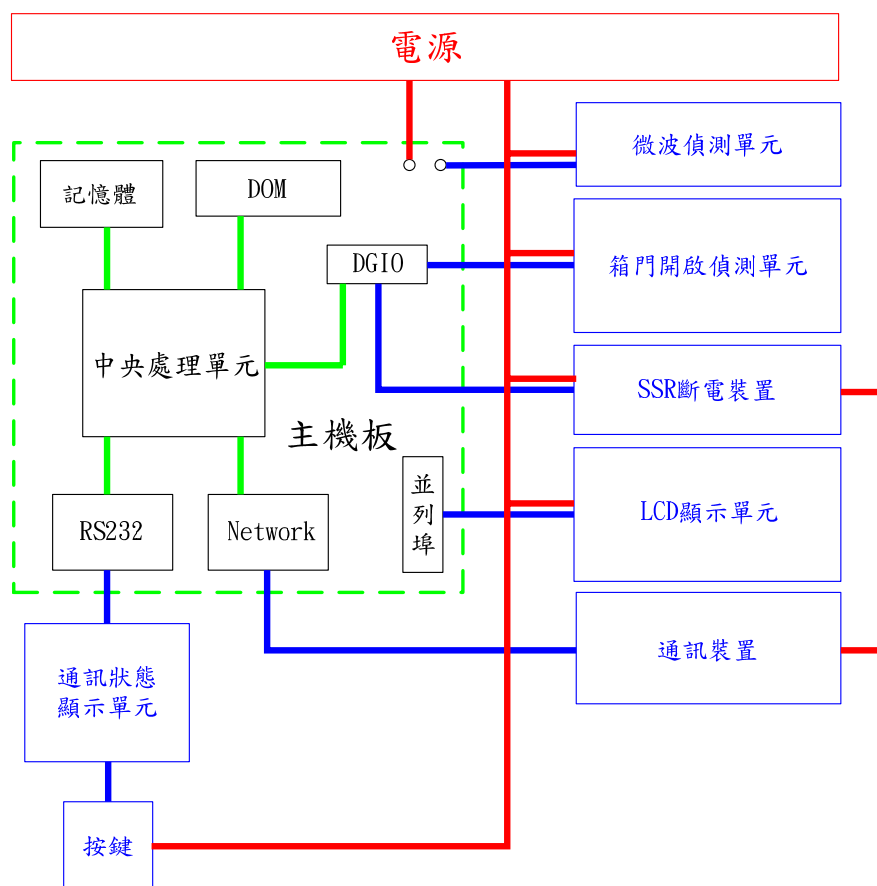 電源
微波偵測單元
記憶體
DOM
DGIO
箱門開啟偵測單元
中央處理單元
SSR斷電裝置
主機板
並
列
埠
LCD顯示單元
RS232
Network
通訊狀態
顯示單元
通訊裝置
按鍵